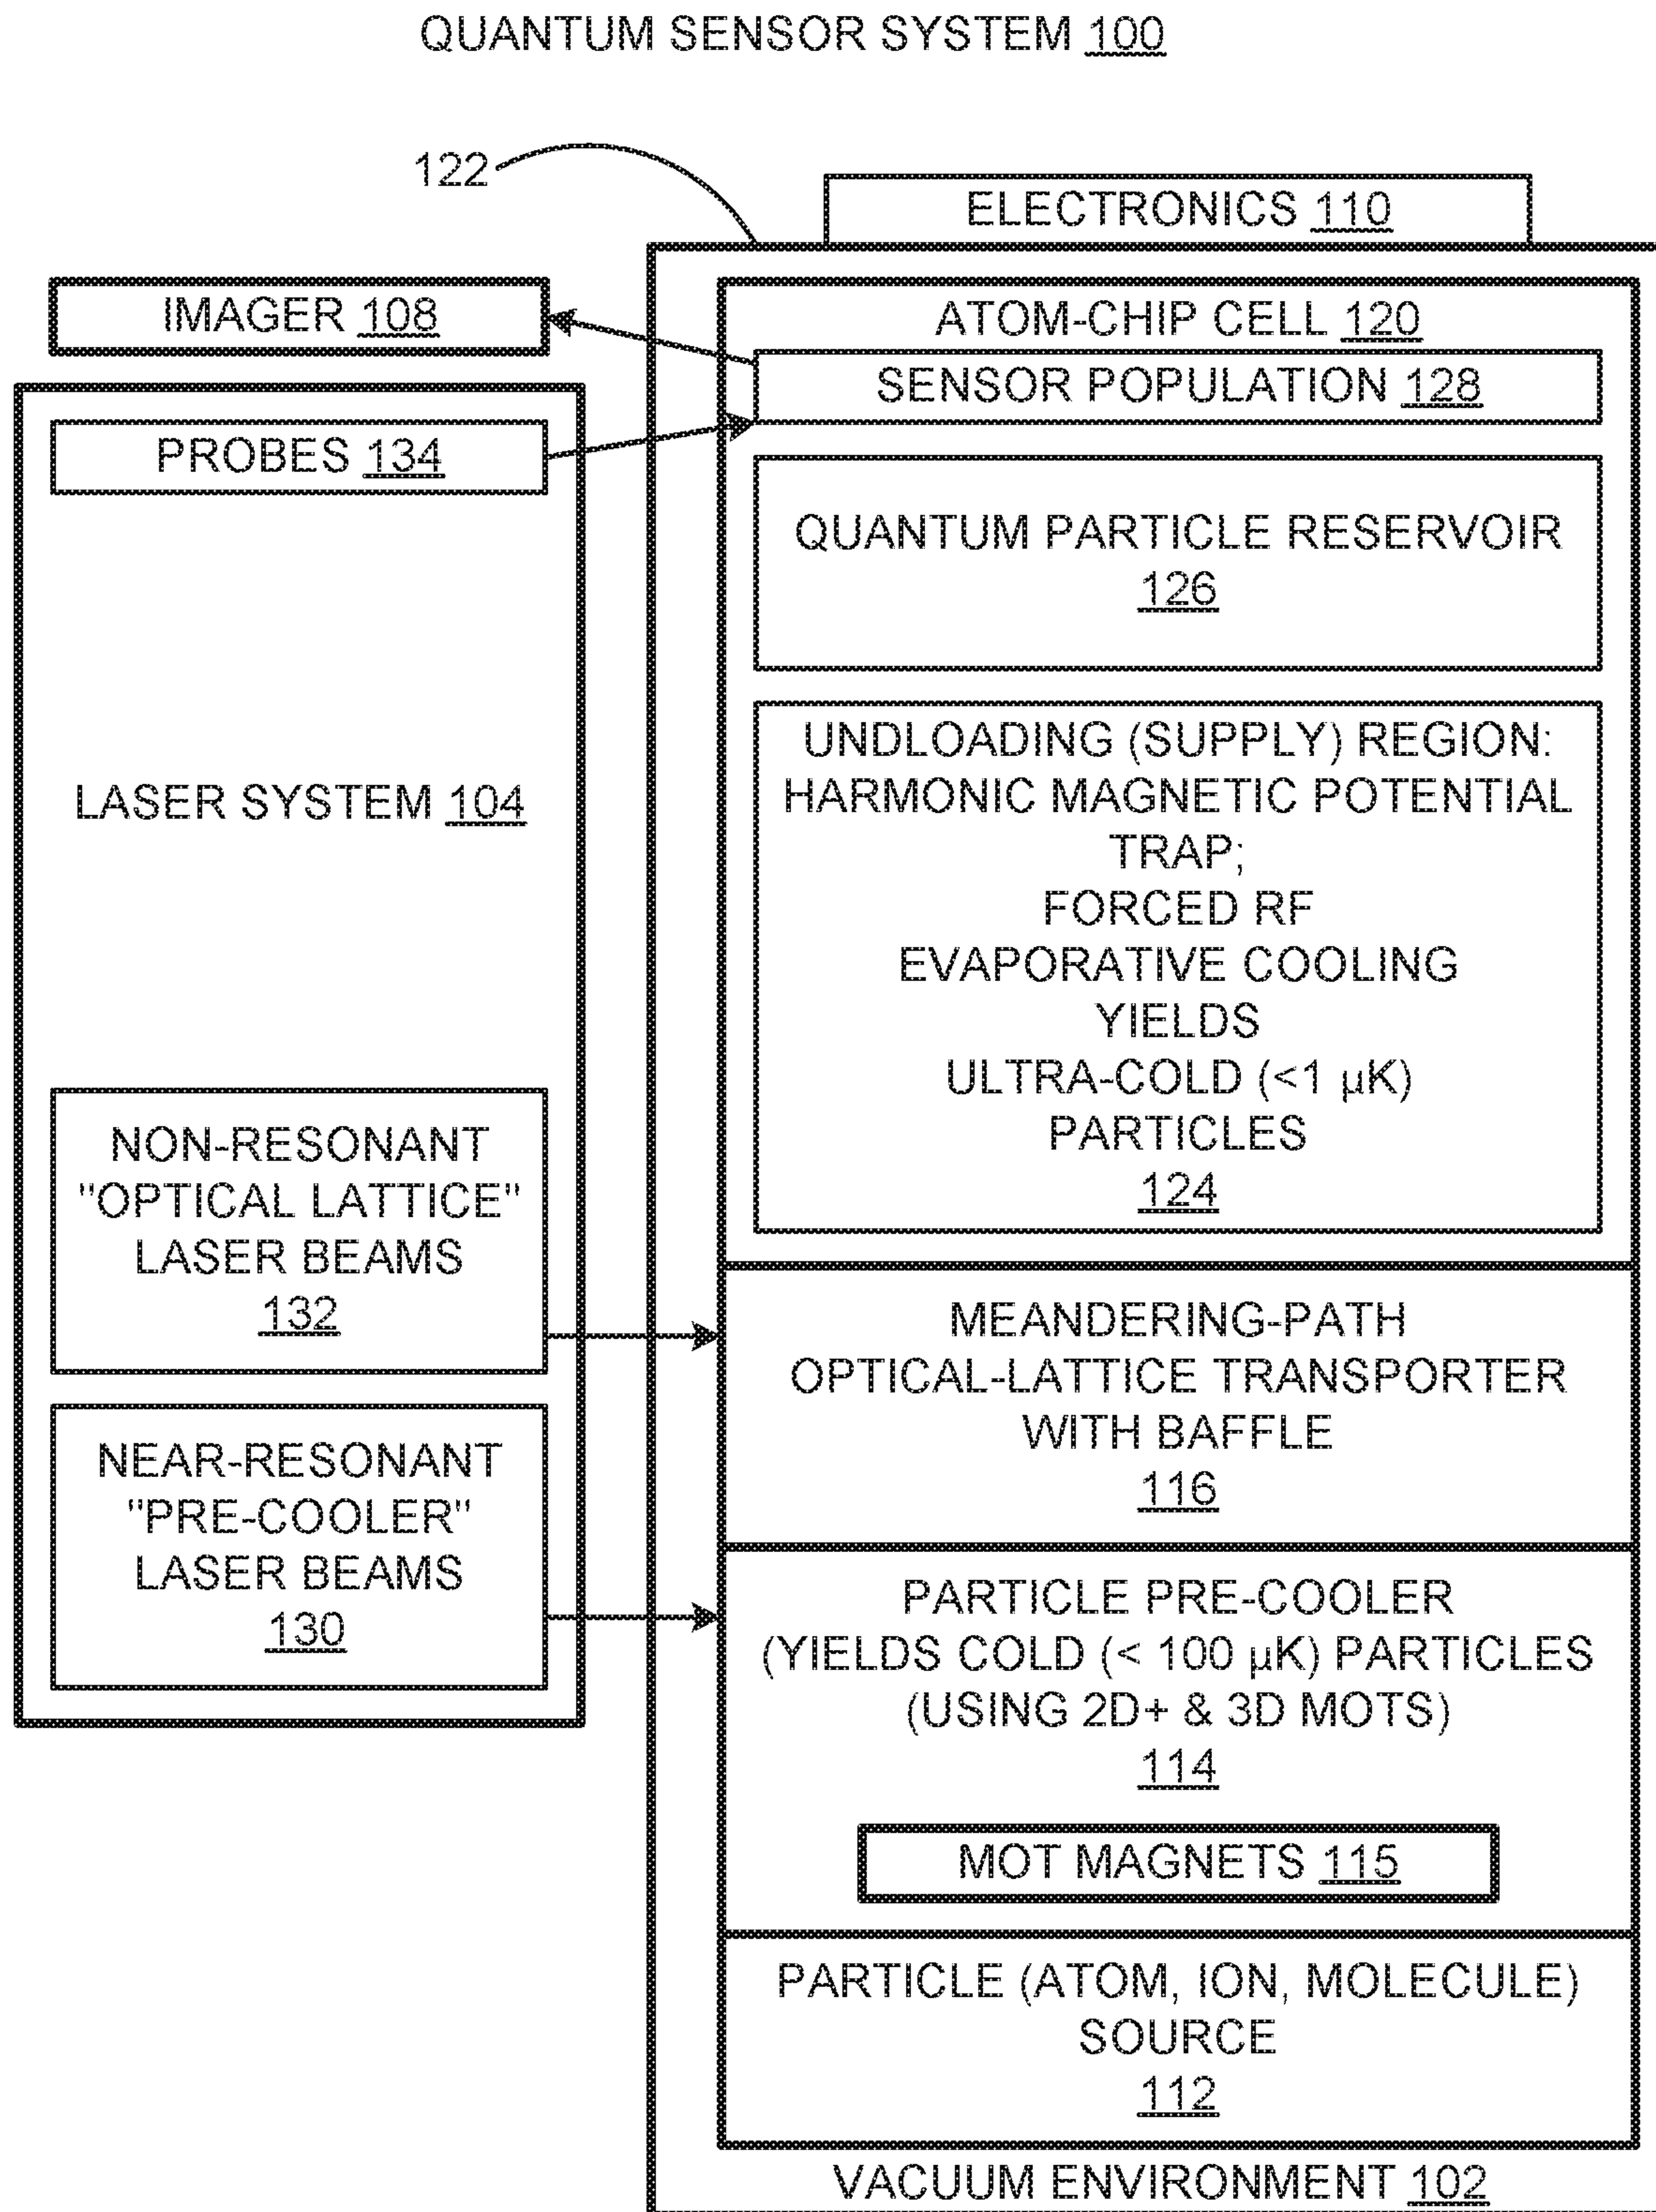 QUANTUM SENSOR SYSTEM 100
122
ELECTRONICS 110
IMAGER 108
PROBES 134
LASER SYSTEM 104
NON-RESONANT
"OPTICAL LATTICE"
LASER BEAMS
132
NEAR-RESONANT
"PRE-COOLER"
LASER BEAMS
130
ATOM-CHIP CELL 120
SENSOR POPULATION 128
QUANTUM PARTICLE RESERVOIR
126
UNDLOADING (SUPPLY) REGION:
HARMONIC MAGNETIC POTENTIAL
TRAP;
FORCED RF
EVAPORATIVE COOLING
YIELDS
ULTRA-COLD (<1 µK)
PARTICLES
124
MEANDERING-PATH
OPTICAL-LATTICE TRANSPORTER
WITH BAFFLE
116
PARTICLE PRE-COOLER
(YIELDS COLD (< 100 µK) PARTICLES
(USING 2D+ & 3D MOTS)
114
MOT MAGNETS 115
PARTICLE (ATOM, ION, MOLECULE)
SOURCE
112
VACUUM ENVIRONMENT 102